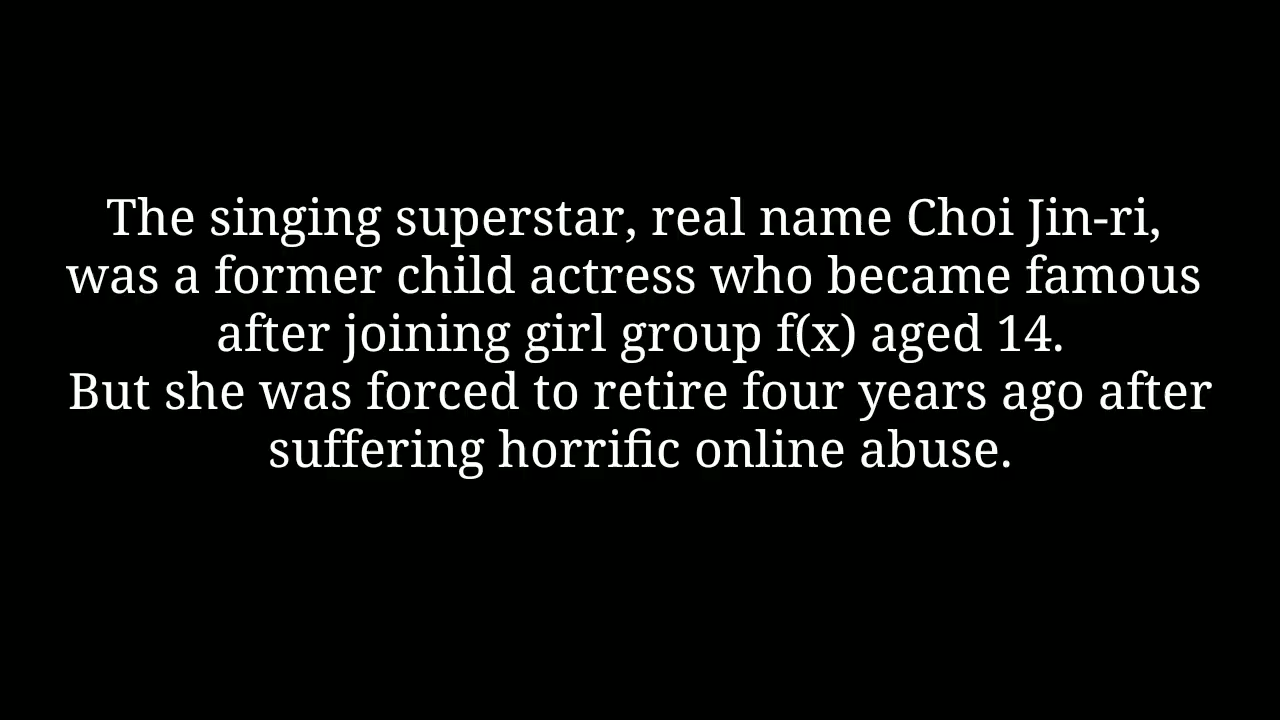 The singing superstar, real name Choi Jin-ri,
was a former child actress who became famous
after joining girl group f(x) aged 14.
But she was forced to retire four years ago after
suffering horrific online abuse.